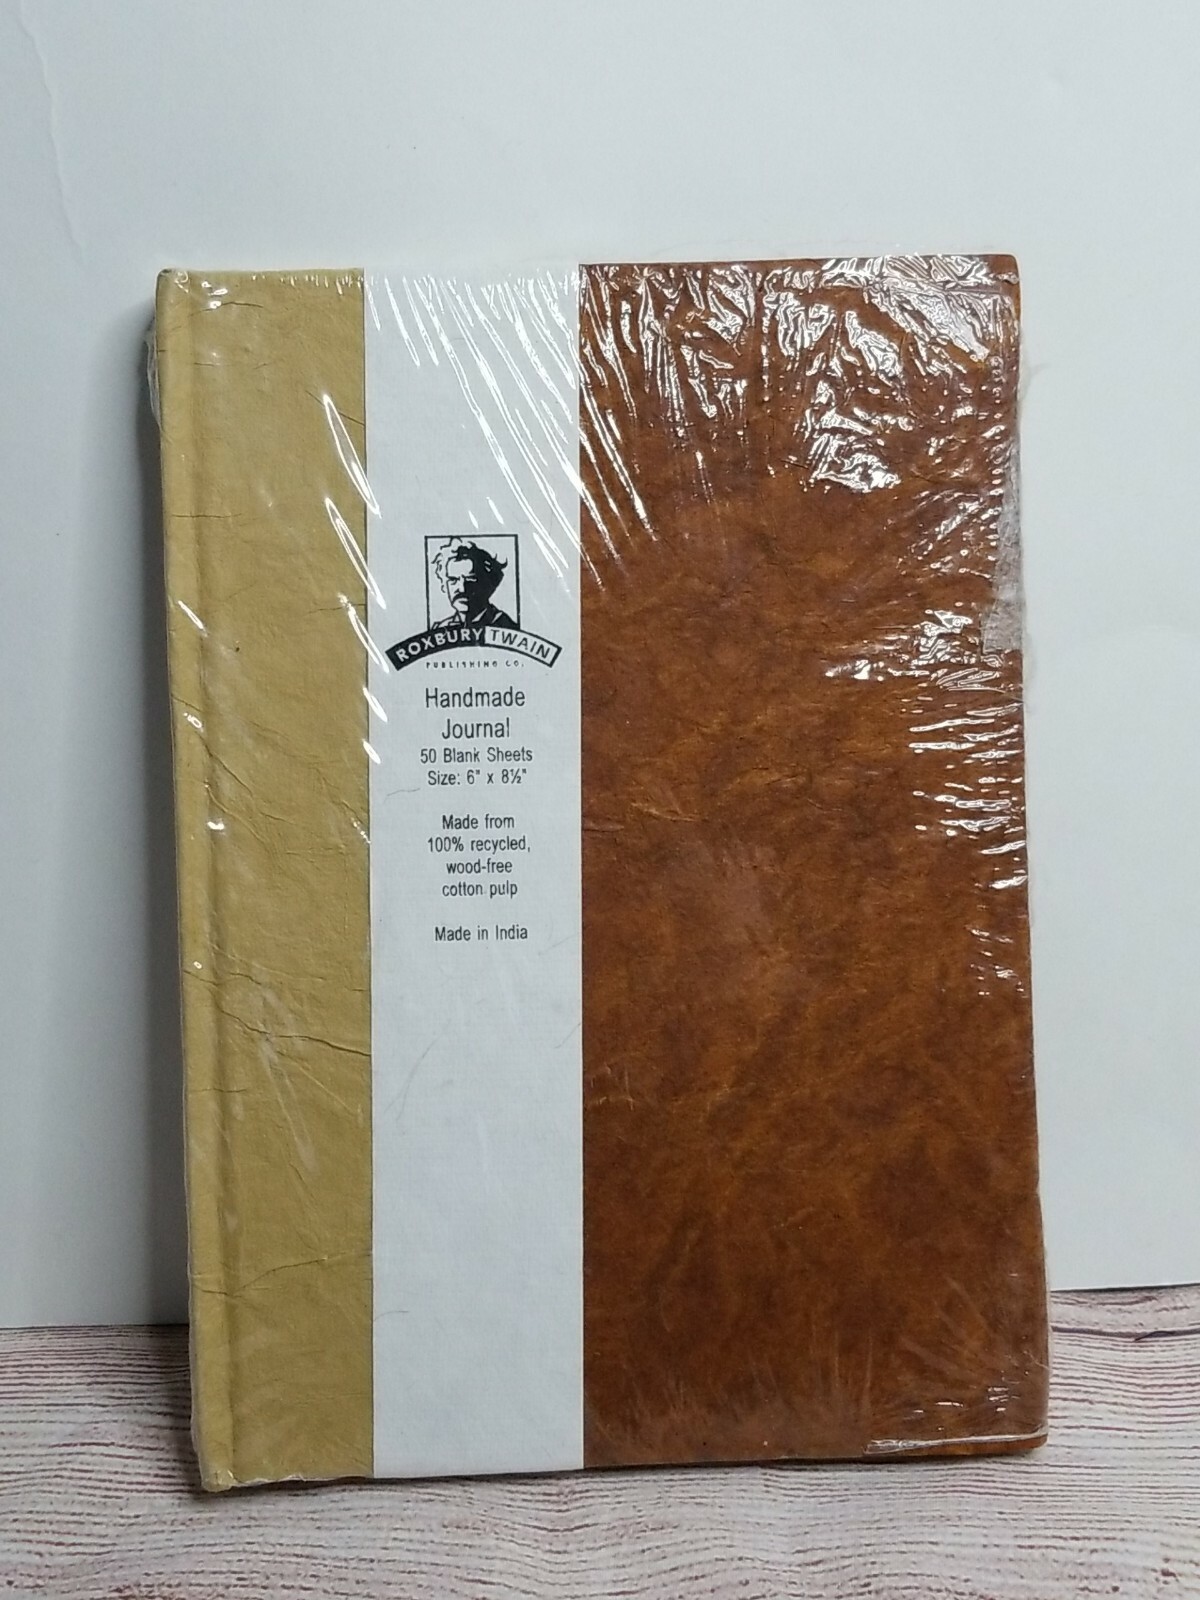 ROXBURY TWAIN
PUBLISHING CO.
Handmade
Journal
50 Blank Sheets
Size: 6" x 8½"
Made from
100% recycled,
wood-free
cotton pulp
Made in India